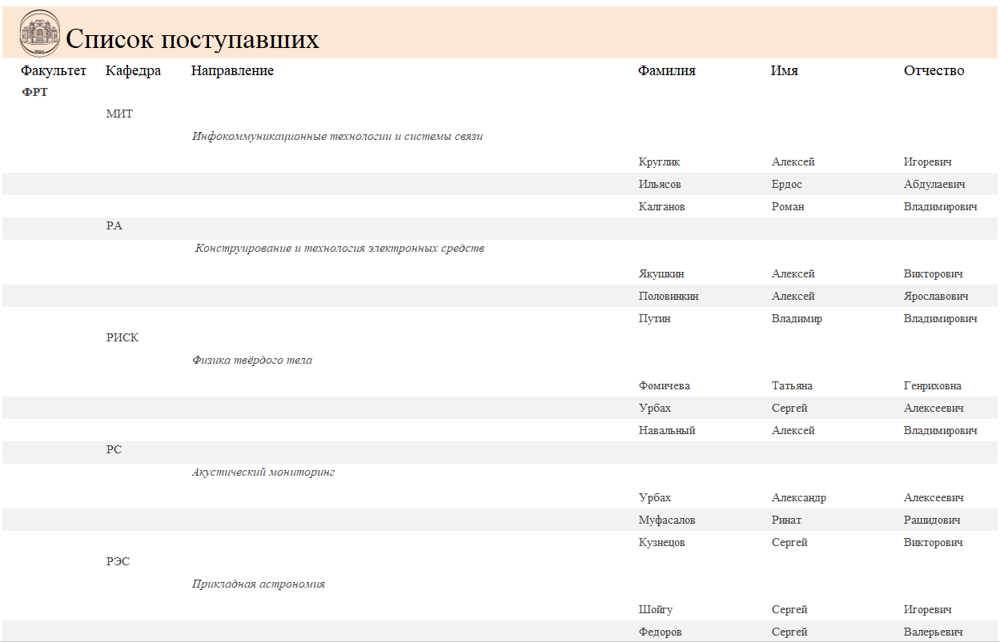 1886
Список поступавших
Факультет Кафедра Направление Фамилия Имя Отчество
ФРТ
МИТ
Инфокоммуникационные технологии и системы связи
Круглик Алексей Игоревич
Ильясов Ердос Абдулаевич
Калганов Роман Владимирович
РА
Конструирование и технология электронных средств
Якушкин Алексей Викторович
Половинкин Алексей Ярославович
Путин Владимир Владимирович
РИСК
Физика твёрдого тела
Фомичева Татьяна Генриховна
Урбах Сергей Алексеевич
Навальный Алексей Владимирович
РС
Акустический мониторинг
Урбах Александр Алексеевич
Муфасалов Ринат Рашидович
Кузнецов Сергей Викторович
РЭС
Прикладная астрономия
Шойгу Сергей Игоревич
Федоров Сергей Валерьевич